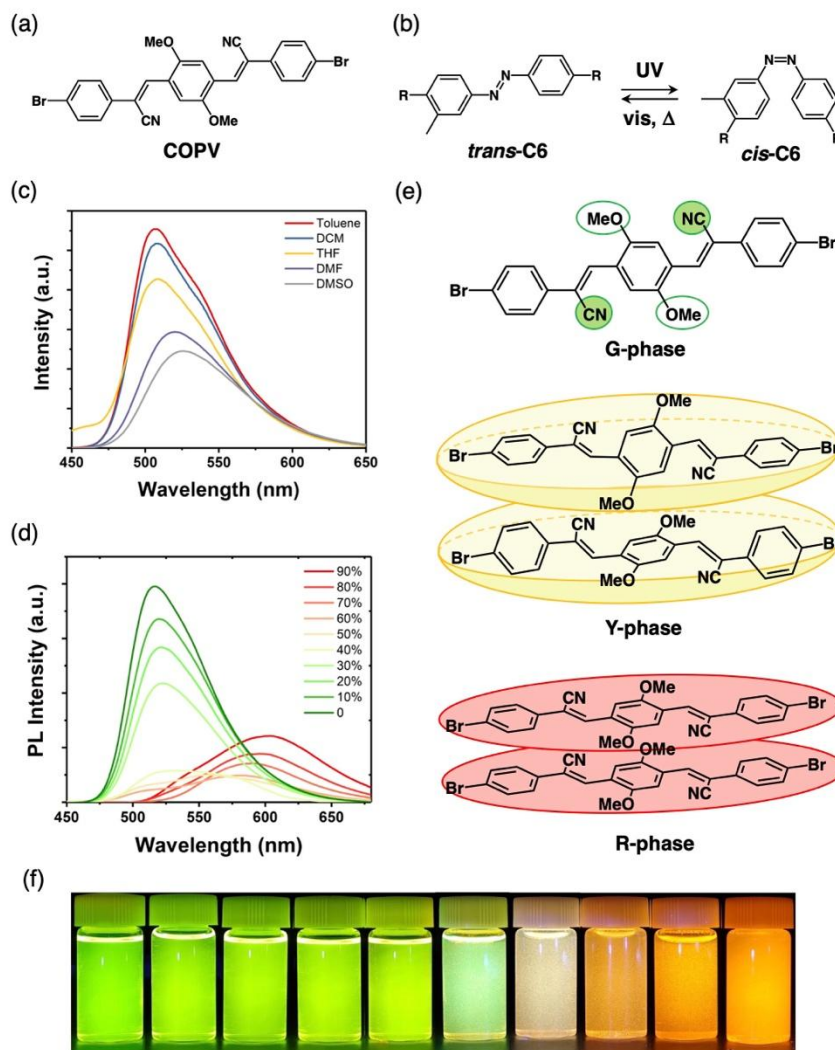 (a)
MeO
NC
Br
Br
CN
OMe
COPV
(b)
R
N
N
R
trans-C6
UV
vis, Δ
N=N
R
cis-C6
(c)
Intensity (a.u.)
Toluene
DCM
THF
DMF
DMSO
450 500 550 600 650
Wavelength (nm)
(d)
PL Intensity (a.u.)
90%
80%
70%
60%
50%
40%
30%
20%
10%
0
450 500 525 575 600 650
Wavelength (nm)
(e)
MeO
NC
Br
Br
CN
OMe
G-phase
OMe
CN
Br
Br
NC
MeO
CN
OMe
Br
Br
MeO
NC
Y-phase
OMe
CN
Br
Br
NC
MeO
OMe
CN
Br
Br
MeO
NC
R-phase
(f)